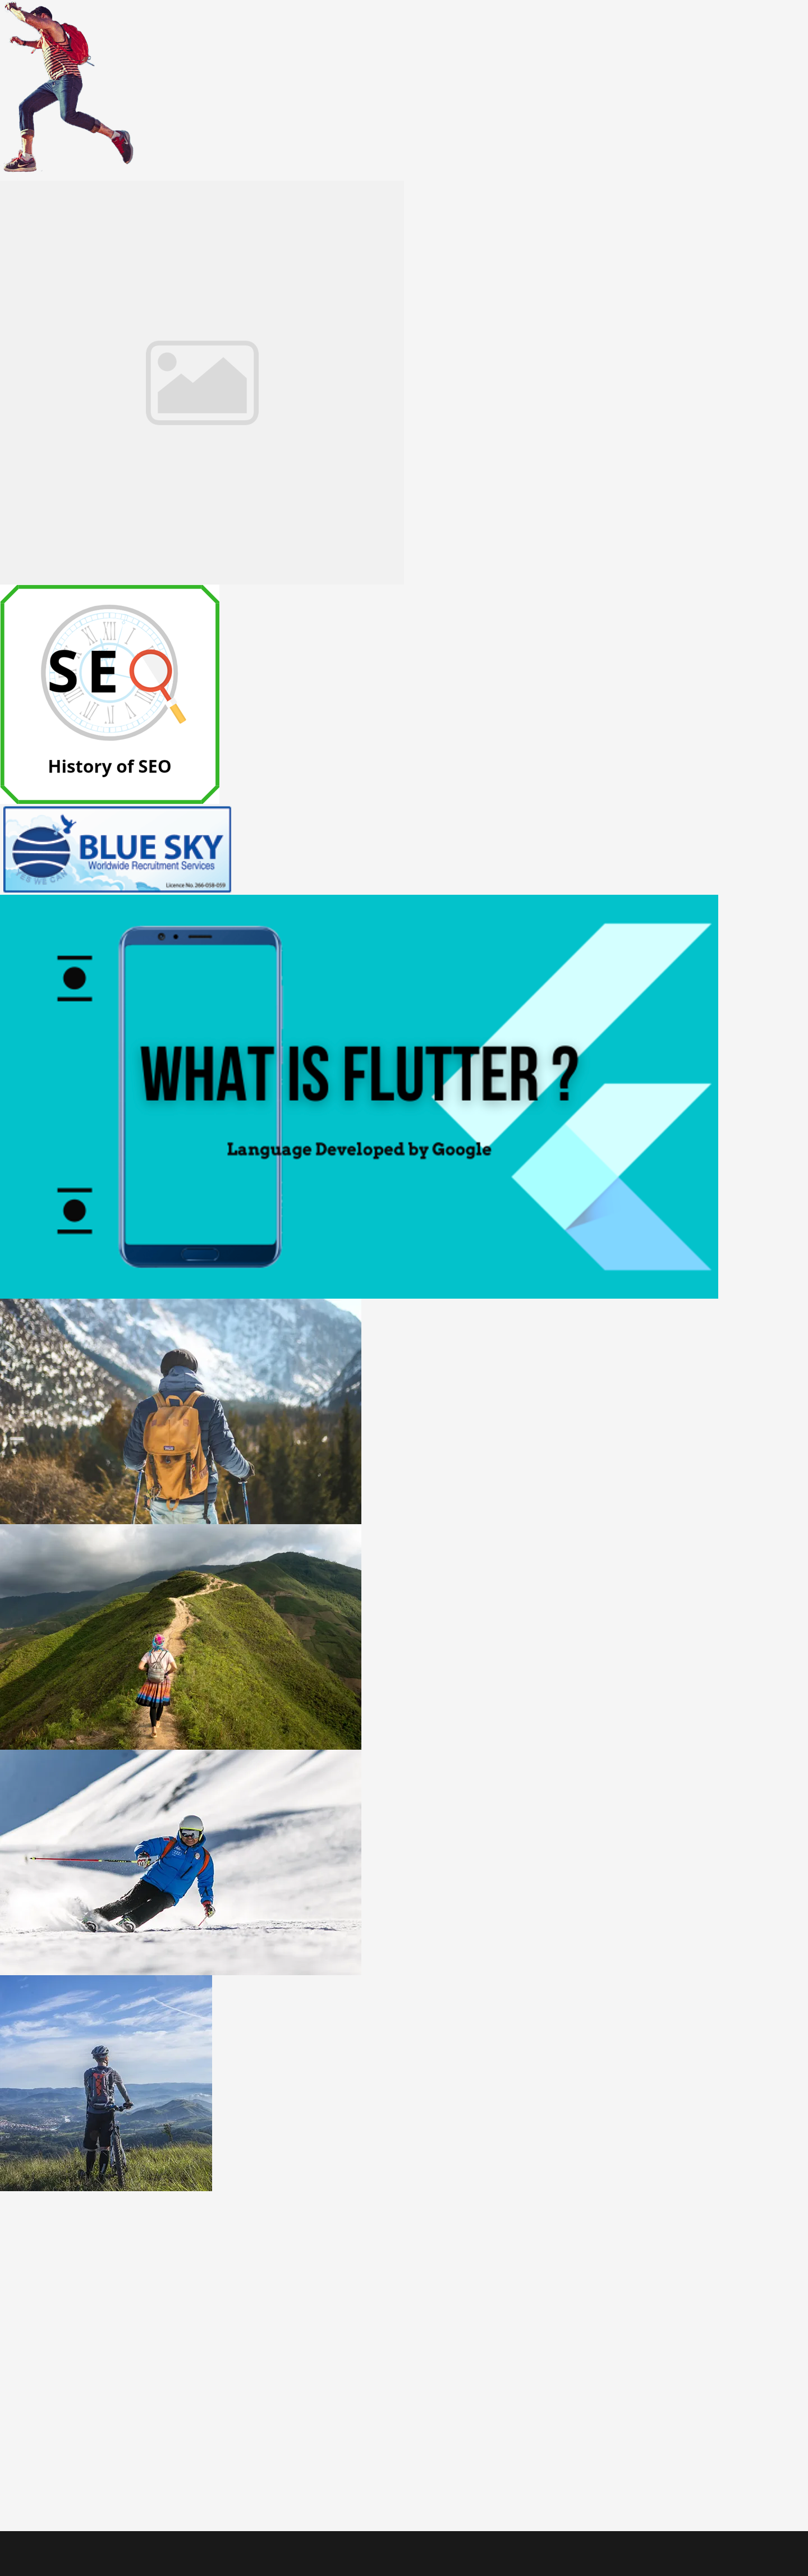 SEO
History of SEO
BLUE SKY
Worldwide Recruitment Services
YES WE CAN
Licence No.266-058-059
WHAT IS FLUTTER ?
Language Developed by Google